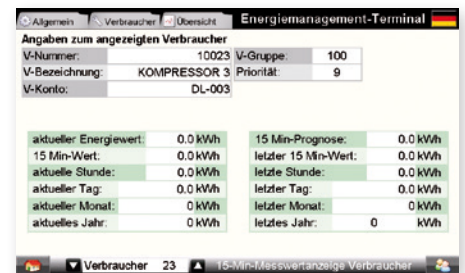 Allgemein Verbraucher Übersicht Energiemanagement-Terminal
Angaben zum angezeigten Verbraucher
V-Nummer: 10023 V-Gruppe: 100
V-Bezeichnung: KOMPRESSOR 3 Priorität: 9
V-Konto: DL-003
aktueller Energiewert: 0.0 kWh 15 Min-Prognose: 0.0 kWh
15 Min-Wert: 0.0 kWh letzter 15 Min-Wert: 0.0 kWh
aktuelle Stunde: 0.0 kWh letzte Stunde: 0.0 kWh
aktueller Tag: 0.0 kWh letzter Tag: 0.0 kWh
aktueller Monat: 0 kWh letzter Monat: 0 kWh
aktuelles Jahr: 0 kWh letztes Jahr: 0 kWh
Verbraucher 23 15-Min-Messwertanzeige Verbraucher